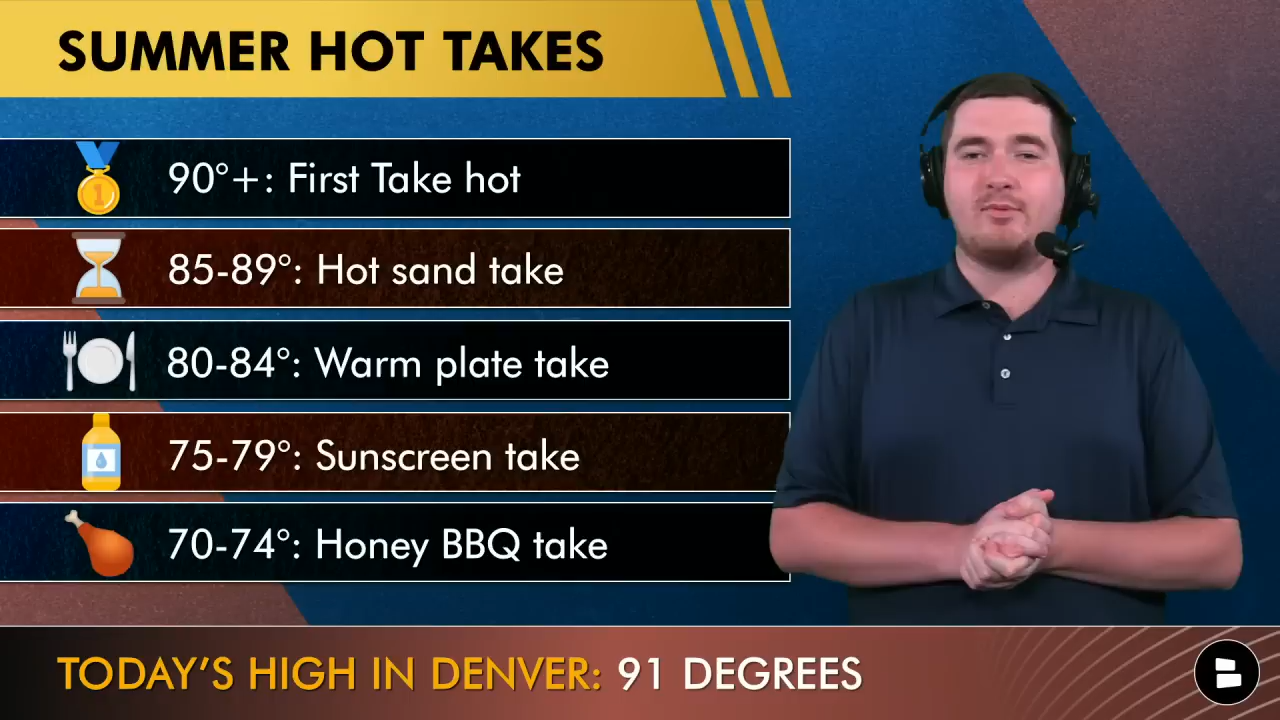 SUMMER HOT TAKES
1
90°+: First Take hot
85-89°: Hot sand take
80-84°: Warm plate take
75-79°: Sunscreen take
70-74°: Honey BBQ take
TODAY'S HIGH IN DENVER: 91 DEGREES